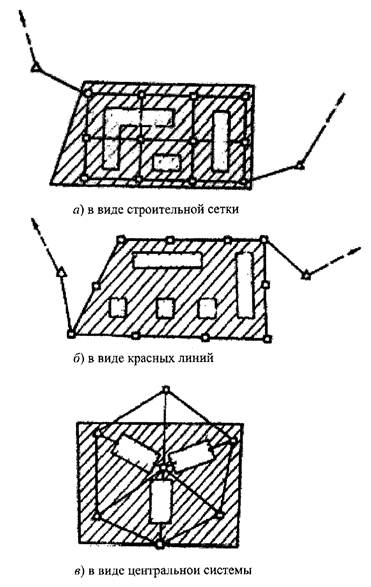 а) в виде строительной сетки
б) в виде красных линий
в) в виде центральной системы